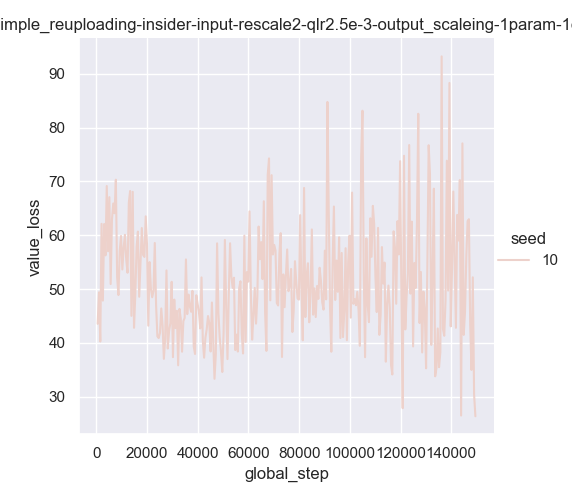 imple_reuploading-insider-input-rescale2-qlr2.5e-3-output_scaleing-1param-1
90
80
70
60
50
40
30
value_loss
seed
10
0 20000 40000 60000 80000 100000 120000 140000
global_step